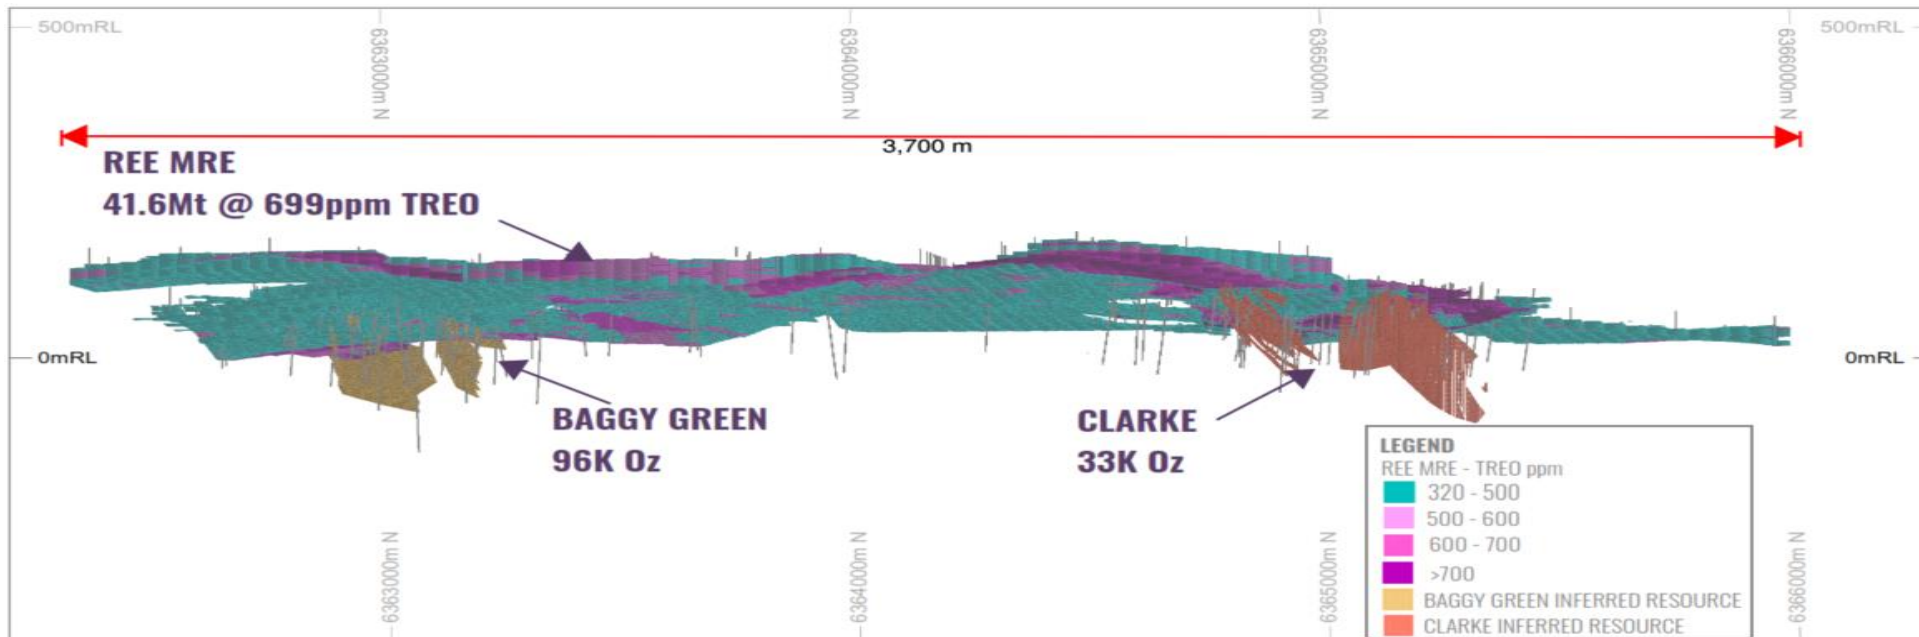 500mRL
6363000m N
6364000m N
6365000m N
6366000m N
500mRL
3,700 m
REE MRE
41.6Mt @ 699ppm TREO
0mRL
0mRL
BAGGY GREEN
96K Oz
CLARKE
33K Oz
LEGEND
REE MRE - TREO ppm
320 - 500
500 - 600
600 - 700
>700
BAGGY GREEN INFERRED RESOURCE
CLARKE INFERRED RESOURCE
6363000m N
6364000m N
6365000m N
6366000m N